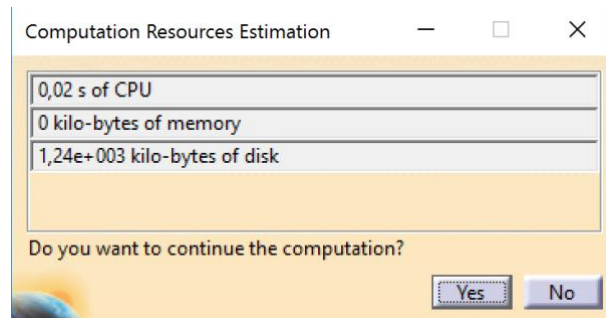 Computation Resources Estimation
0,02 s of CPU
0 kilo-bytes of memory
1,24e+003 kilo-bytes of disk
Do you want to continue the computation?
Yes No